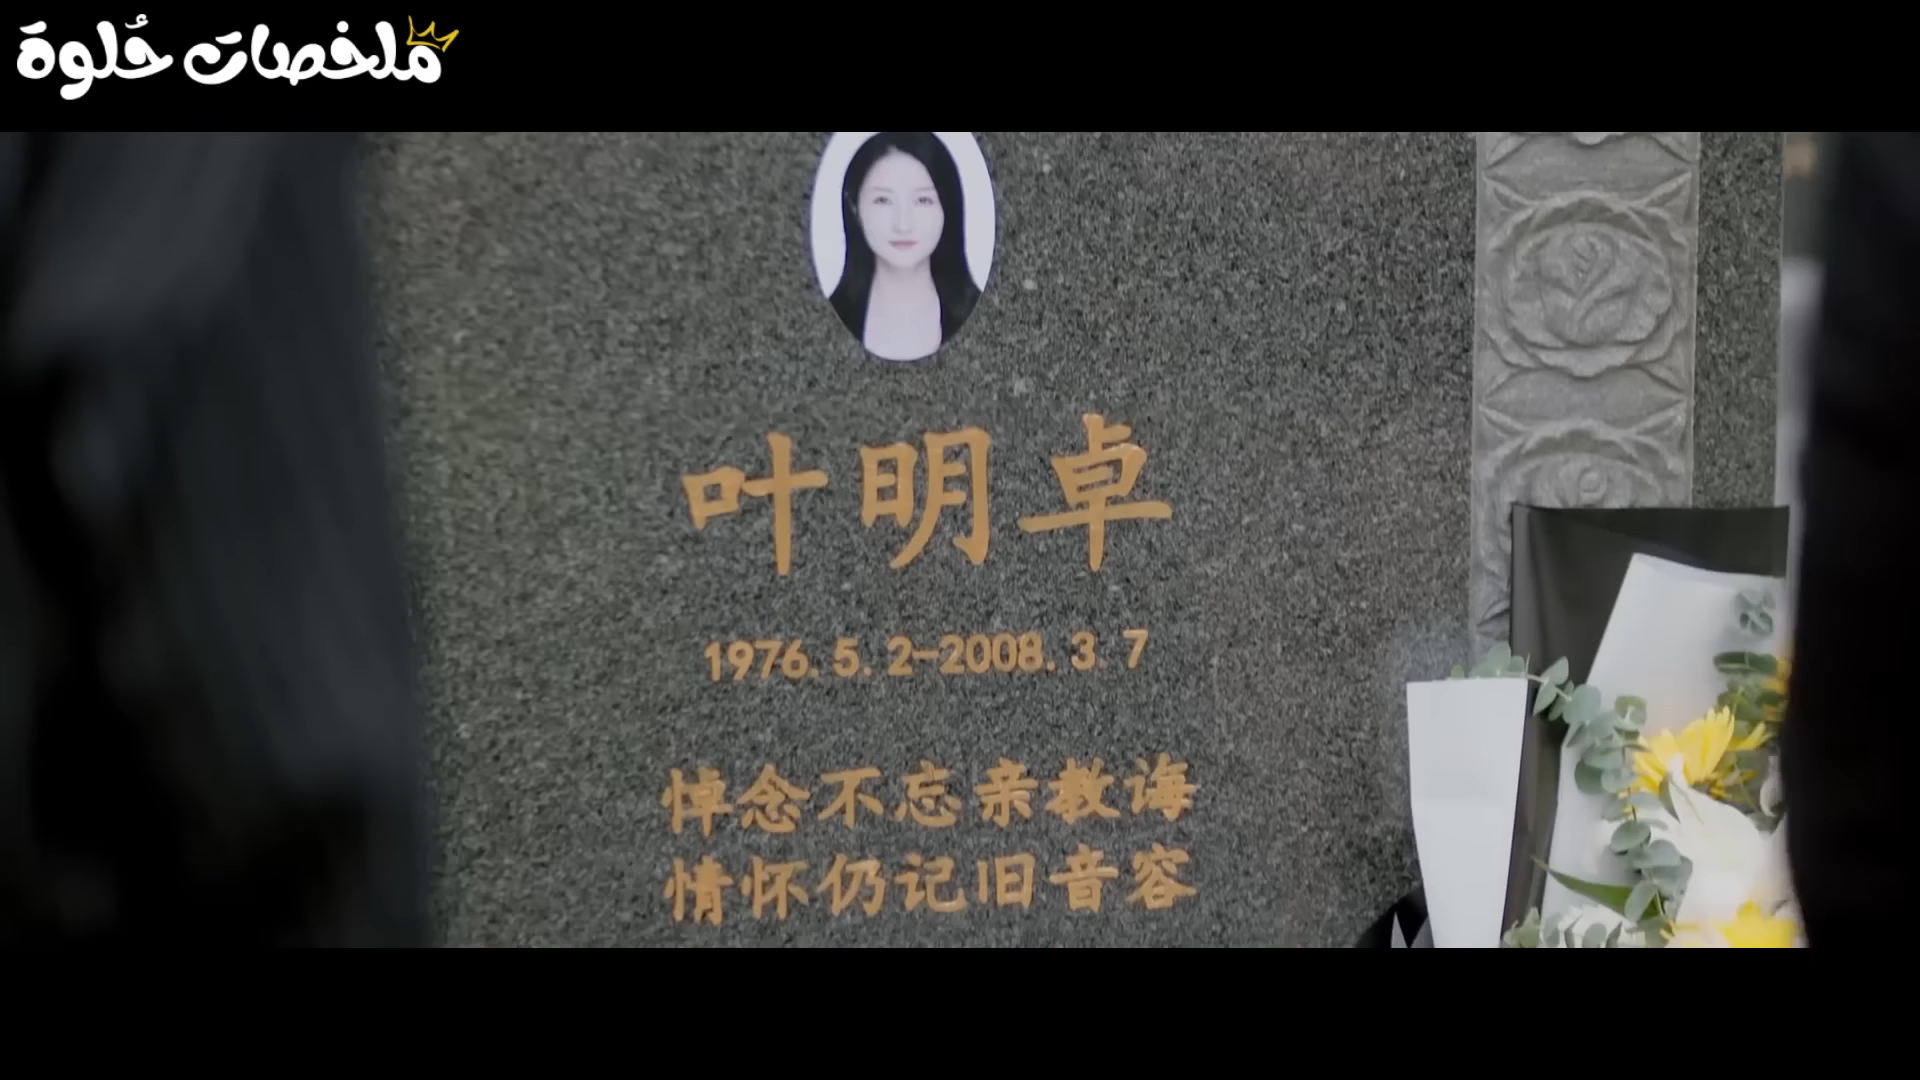 ملخصات حُلوة
叶明卓
1976.5.2-2008.3.7
悼念不忘亲教诲
情怀仍记旧音容